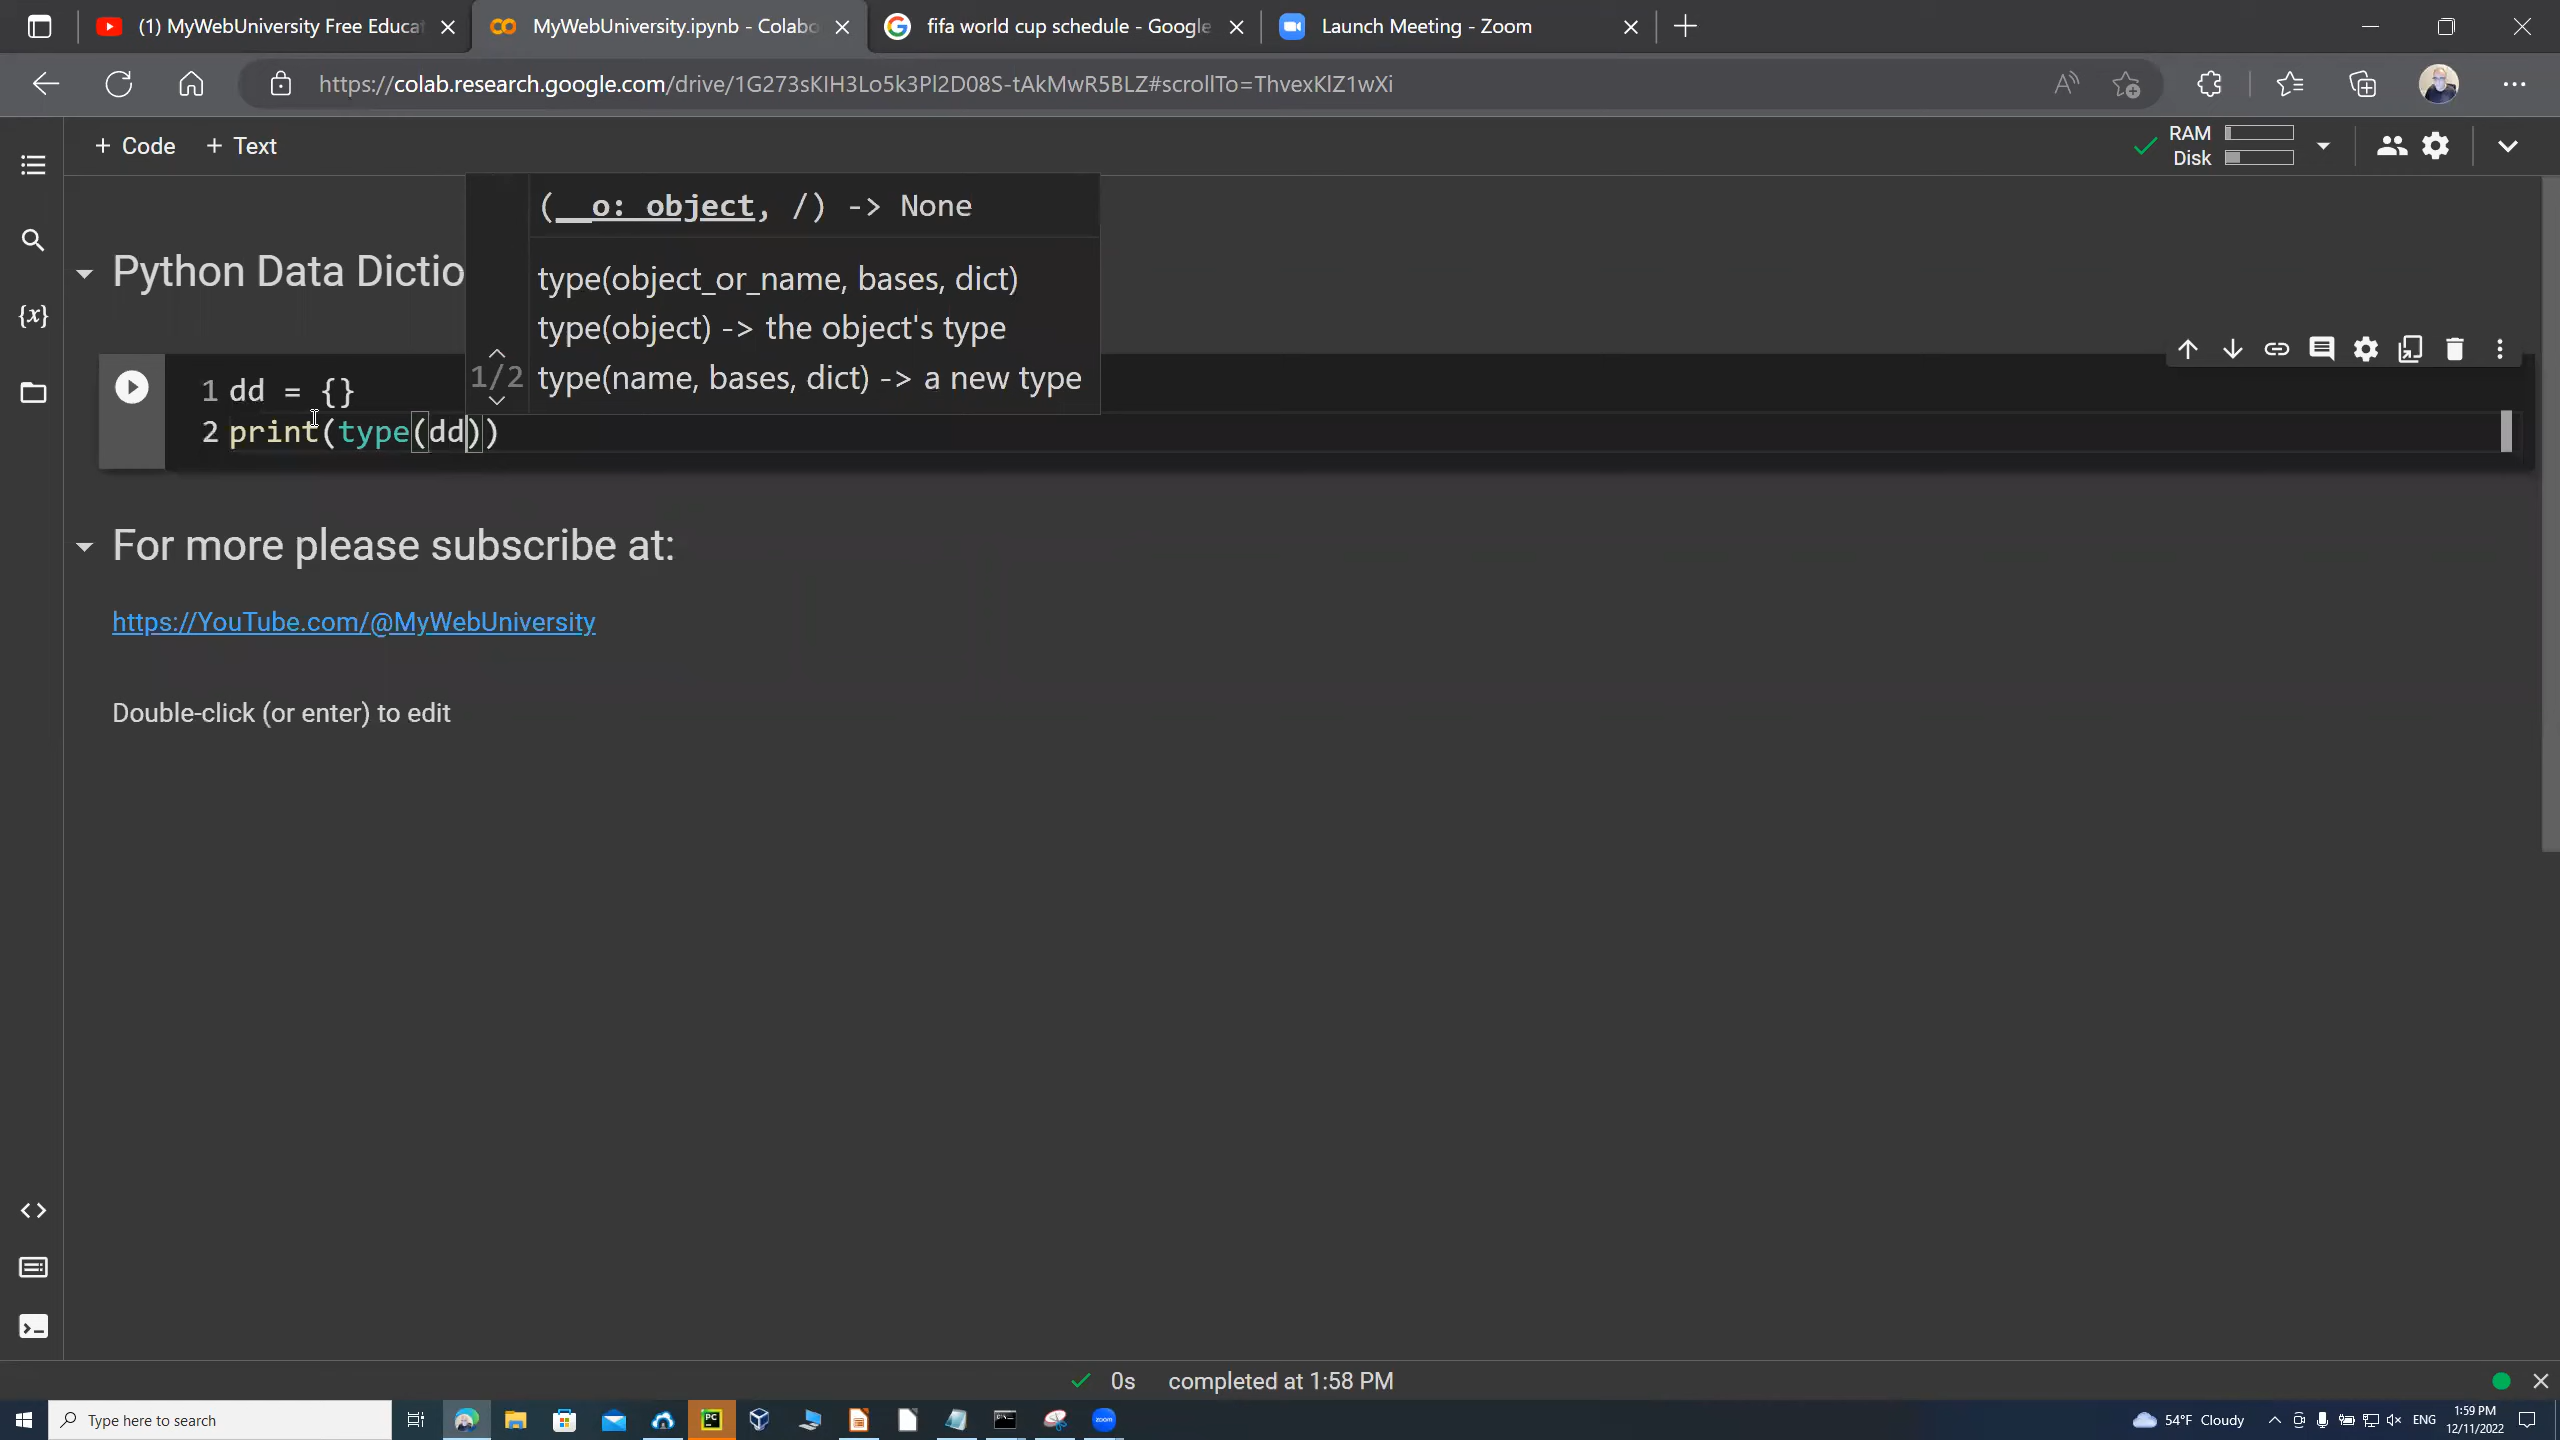 (1) MyWebUniversity Free Educat
MyWebUniversity.ipynb - Colabo
fifa world cup schedule - Google
Launch Meeting - Zoom
https://colab.research.google.com/drive/1G273sKIH3Lo5k3Pl2D08S-tAkMwR5BLZ#scrollTo=ThvexKlZ1wXi
+ Code + Text
RAM
Disk
(__o: object, /) -> None
type(object_or_name, bases, dict)
type(object) -> the object's type
type(name, bases, dict) -> a new type
1/2
Python Data Dictio
1 dd = {}
2 print(type(dd))
For more please subscribe at:
https://YouTube.com/@MyWebUniversity
Double-click (or enter) to edit
0s completed at 1:58 PM
Type here to search
PC
zoom
54°F Cloudy
ENG
1:59 PM
12/11/2022